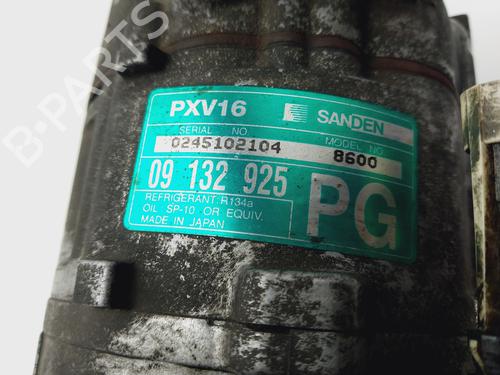 B-PARTS
PXV16 SANDEN
SERIAL NO. MODEL NO.
0245102104 8600
09 132 925 PG
REFRIGERANT:R134a
OIL SP-10 OR EQUIV.
MADE IN JAPAN